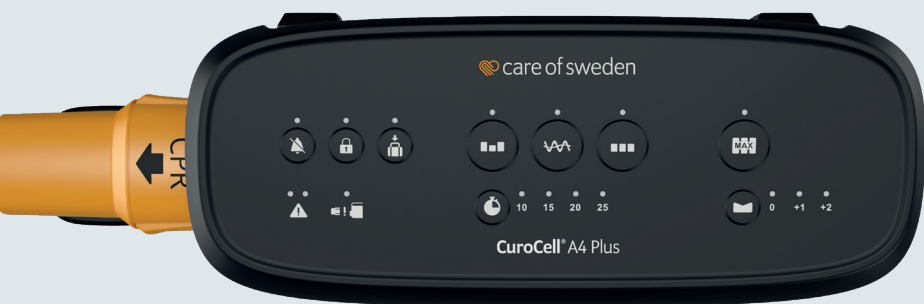 care of sweden
CPR
MAX
10 15 20 25
0 +1 +2
CuroCell® A4 Plus